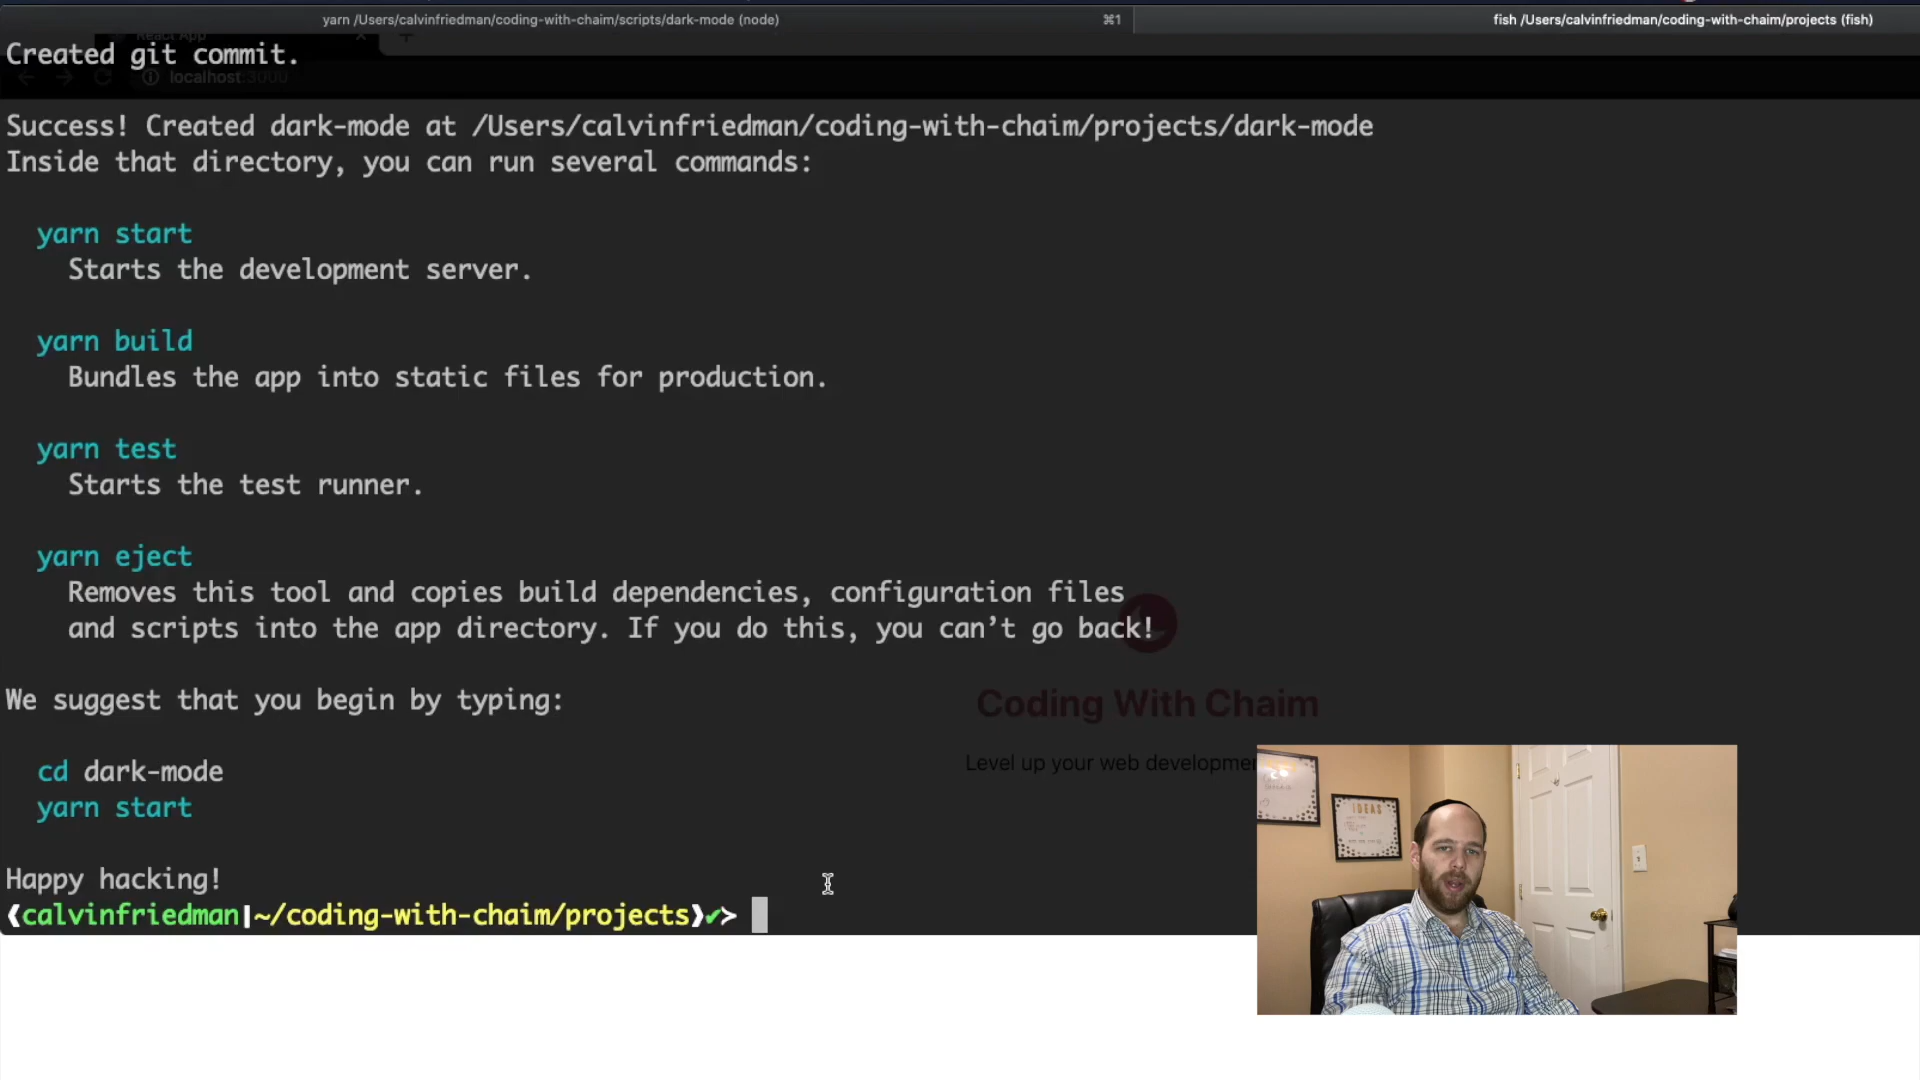 yarn /Users/calvinfriedman/coding-with-chaim/scripts/dark-mode (node)
⌘1
fish /Users/calvinfriedman/coding-with-chaim/projects (fish)
React App
Created git commit.
localhost:3000
Success! Created dark-mode at /Users/calvinfriedman/coding-with-chaim/projects/dark-mode
Inside that directory, you can run several commands:
yarn start
Starts the development server.
yarn build
Bundles the app into static files for production.
yarn test
Starts the test runner.
yarn eject
Removes this tool and copies build dependencies, configuration files
and scripts into the app directory. If you do this, you can’t go back!
We suggest that you begin by typing:
Coding With Chaim
Level up your web developmen
cd dark-mode
yarn start
IDEAS
Happy hacking!
(calvinfriedman|~/coding-with-chaim/projects)✔>